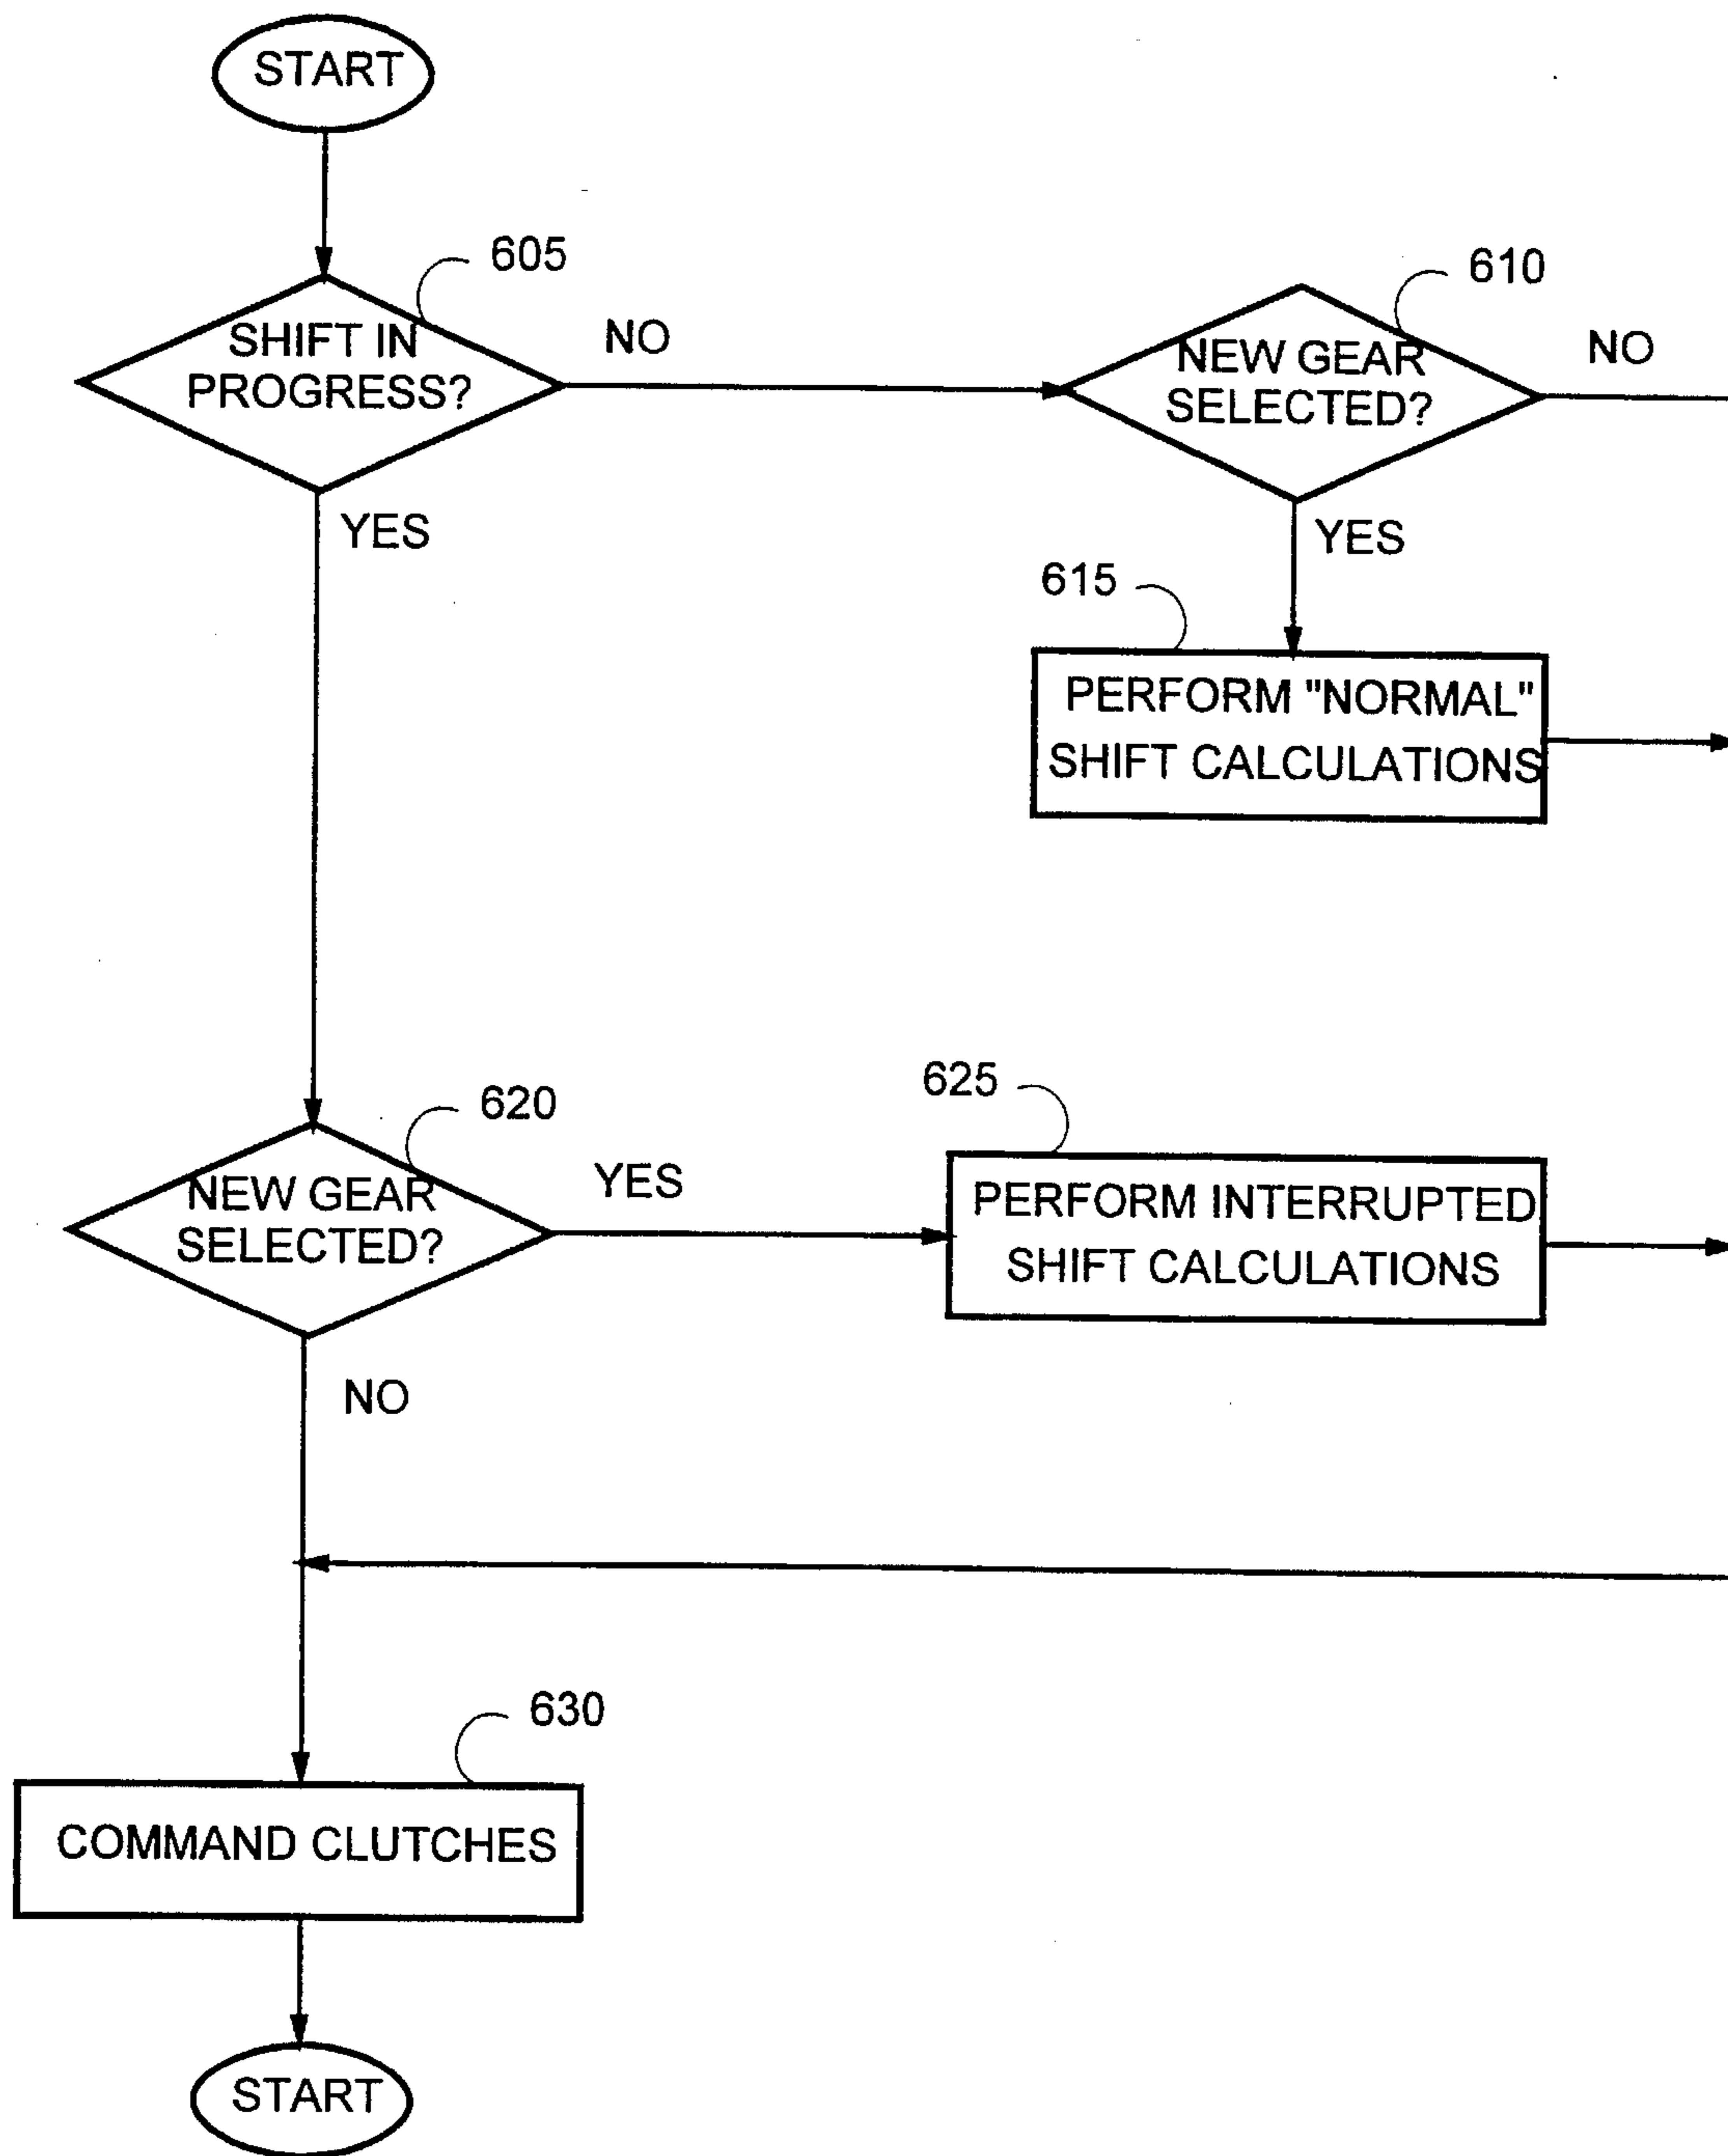 START
605
SHIFT IN
PROGRESS?
NO
YES
610
NEW GEAR
SELECTED?
NO
YES
615
PERFORM "NORMAL"
SHIFT CALCULATIONS
620
NEW GEAR
SELECTED?
YES
NO
625
PERFORM INTERRUPTED
SHIFT CALCULATIONS
630
COMMAND CLUTCHES
START